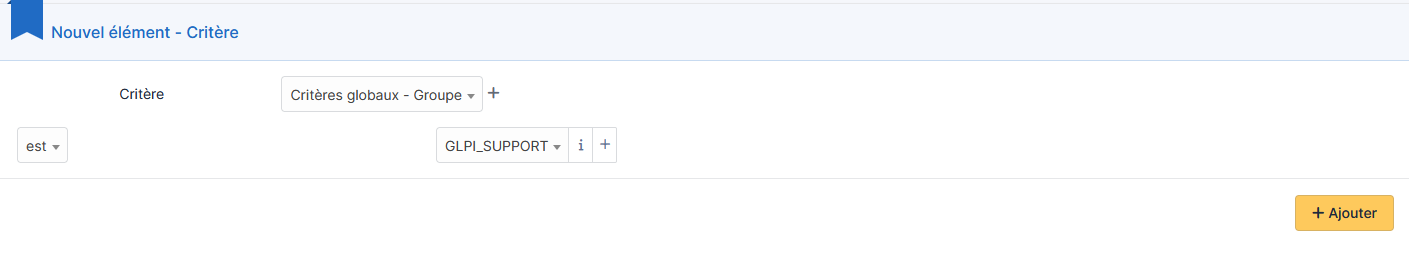 Nouvel élément - Critère
Critère
Critères globaux - Groupe
est
GLPI_SUPPORT
i
+ Ajouter